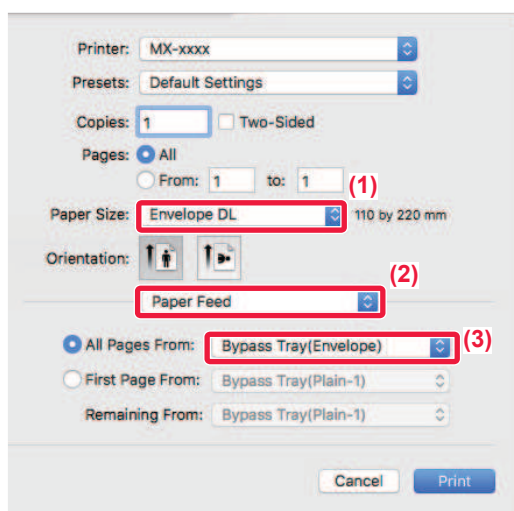 Printer: MX-xxxx
Presets: Default Settings
Copies: 1 Two-Sided
Pages: All
From: 1 to: 1
(1)
Paper Size: Envelope DL 110 by 220 mm
Orientation:
(2)
Paper Feed
All Pages From: Bypass Tray(Envelope) (3)
First Page From: Bypass Tray(Plain-1)
Remaining From: Bypass Tray(Plain-1)
Cancel Print